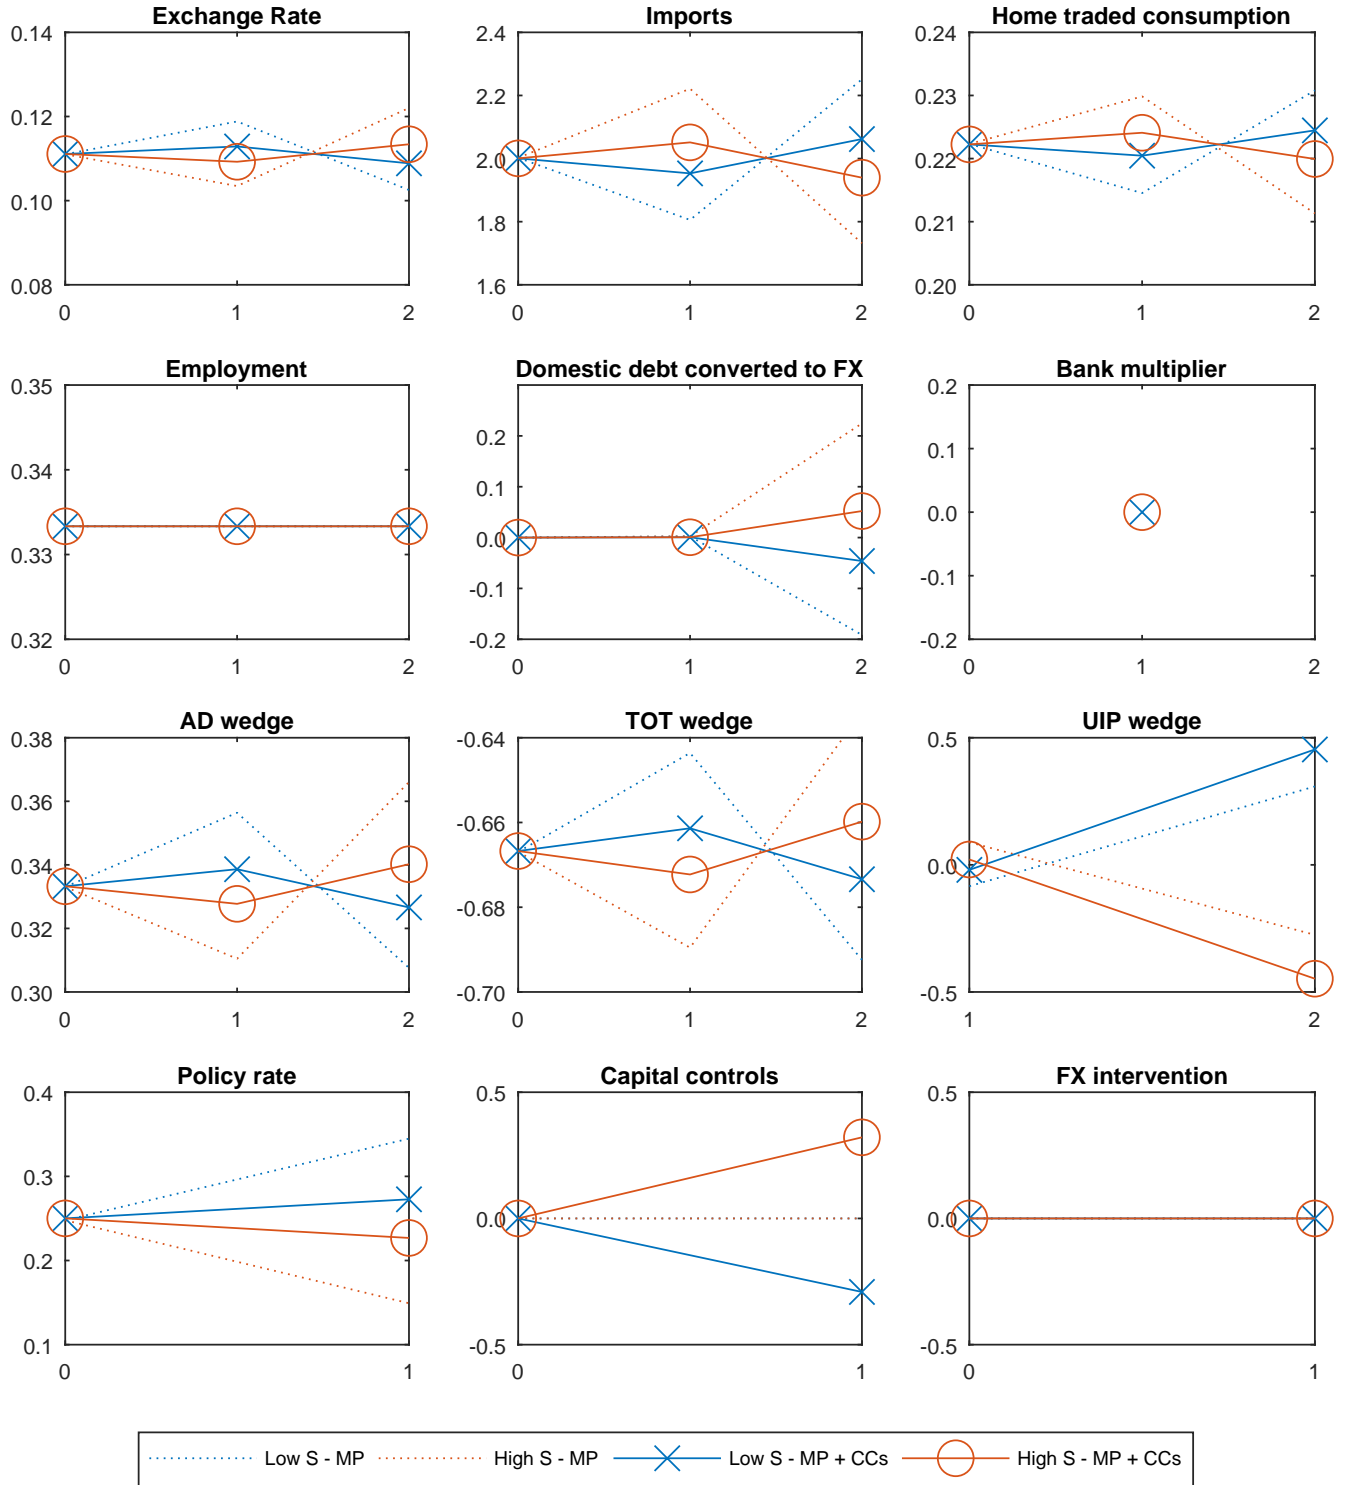 Exchange Rate
0.14
0.12
0.10
0.08
0 1 2
Imports
2.4
2.2
2.0
1.8
1.6
0 1 2
Home traded consumption
0.24
0.23
0.22
0.21
0.20
0 1 2
Employment
0.35
0.34
0.33
0.32
0 1 2
Domestic debt converted to FX
0.2
0.1
0.0
-0.1
-0.2
0 1 2
Bank multiplier
0.2
0.1
0.0
-0.1
-0.2
0 1 2
AD wedge
0.38
0.36
0.34
0.32
0.30
0 1 2
TOT wedge
-0.64
-0.66
-0.68
-0.70
0 1 2
UIP wedge
0.5
0.0
-0.5
1 2
Policy rate
0.4
0.3
0.2
0.1
0 1
Capital controls
0.5
0.0
-0.5
0 1
FX intervention
0.5
0.0
-0.5
0 1
Low S - MP High S - MP Low S - MP + CCs High S - MP + CCs